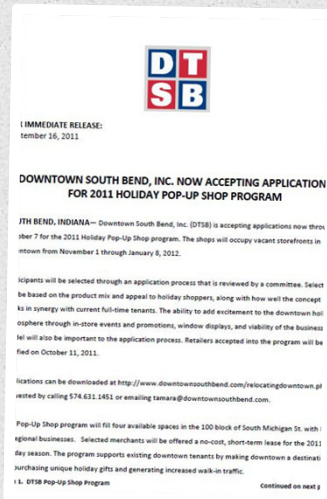 DT
SB
IMMEDIATE RELEASE:
tember 16, 2011
DOWNTOWN SOUTH BEND, INC. NOW ACCEPTING APPLICATION
FOR 2011 HOLIDAY POP-UP SHOP PROGRAM
TH BEND, INDIANA— Downtown South Bend, Inc. (DTSB) is accepting applications now throu
ber 7 for the 2011 Holiday Pop-Up Shop program. The shops will occupy vacant storefronts in
ntown from November 1 through January 8, 2012.
icipants will be selected through an application process that is reviewed by a committee. Select
be based on the product mix and appeal to holiday shoppers, along with how well the concept
ks in synergy with current full-time tenants. The ability to add excitement to the downtown hol
osphere through in-store events and promotions, window displays, and viability of the business
lel will also be important to the application process. Retailers accepted into the program will be
fied on October 11, 2011.
lications can be downloaded at http://www.downtownsouthbend.com/relocatingdowntown.ph
uested by calling 574.631.1451 or emailing tamara@downtownsouthbend.com.
Pop-Up Shop program will fill four available spaces in the 100 block of South Michigan St. with
egional businesses. Selected merchants will be offered a no-cost, short-term lease for the 2011
day season. The program supports existing downtown tenants by making downtown a destinati
urchasing unique holiday gifts and generating increased walk-in traffic.
1. DTSB Pop-Up Shop Program Continued on next p